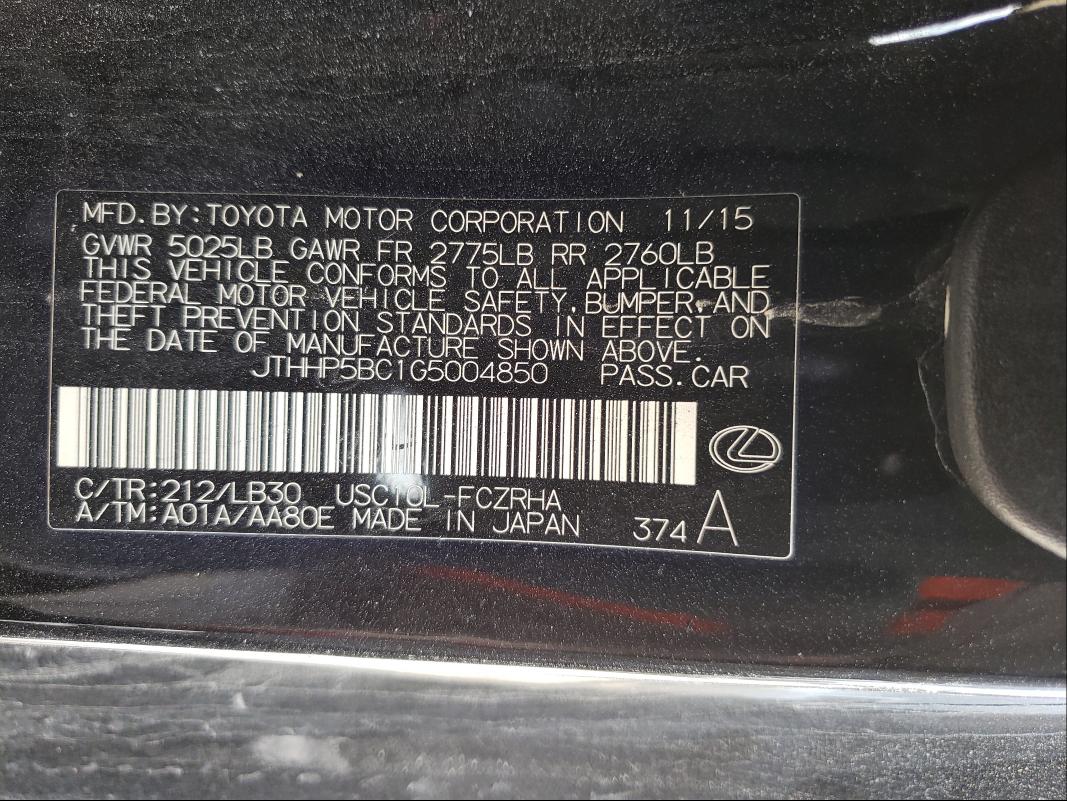 MFD.BY:TOYOTA MOTOR CORPORATION 11/15
GVWR 5025LB GAWR FR 2775LB RR 2760LB
THIS VEHICLE CONFORMS TO ALL APPLICABLE
FEDERAL MOTOR VEHICLE SAFETY,BUMPER,AND
THEFT PREVENTION STANDARDS IN EFFECT ON
THE DATE OF MANUFACTURE SHOWN ABOVE.
JTHHP5BC1G5004850 PASS.CAR
C/TR:212/LB30 USC10L-FCZRHA
A/TM:A01A/AA80E MADE IN JAPAN 374 A